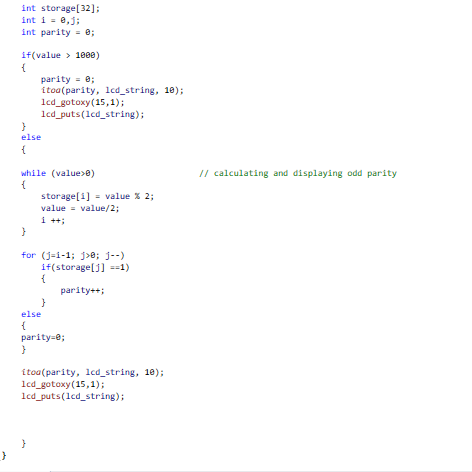 int storage[32];
int i = 0,j;
int parity = 0;
if(value > 1000)
{
parity = 0;
itoa(parity, lcd_string, 10);
lcd_gotoxy(15,1);
lcd_puts(lcd_string);
}
else
{
while (value>0) // calculating and displaying odd parity
{
storage[i] = value % 2;
value = value/2;
i ++;
}
for (j=i-1; j>0; j--)
if(storage[j] ==1)
{
parity++;
}
else
{
parity=0;
}
itoa(parity, lcd_string, 10);
lcd_gotoxy(15,1);
lcd_puts(lcd_string);
}
}